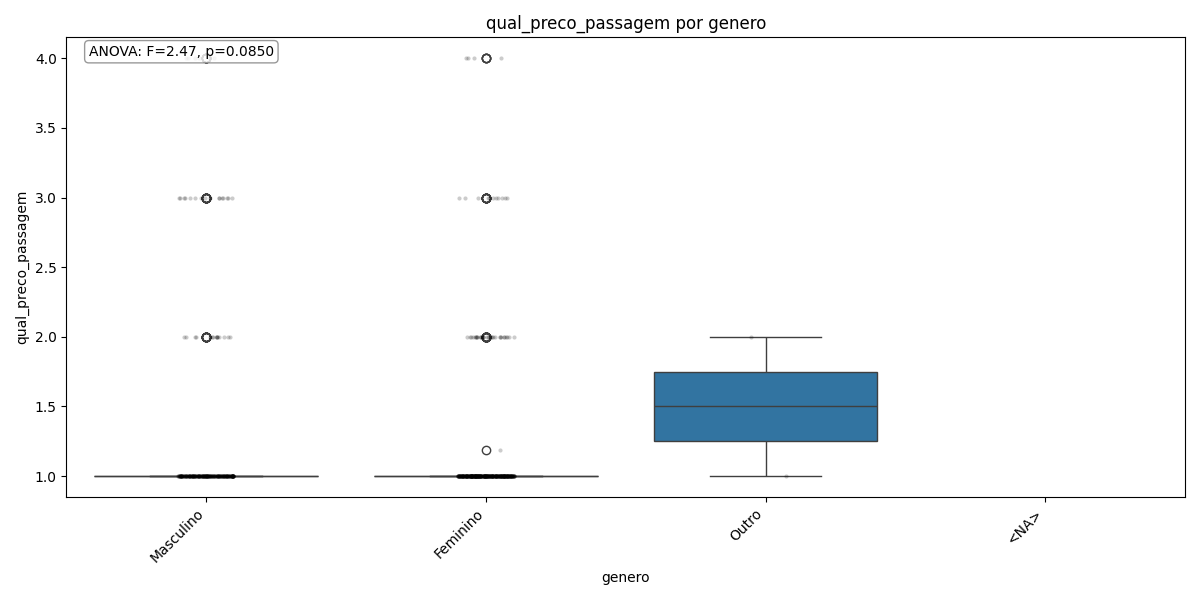 qual_preco_passagem por genero
ANOVA: F=2.47, p=0.0850
qual_preco_passagem
4.0
3.5
3.0
2.5
2.0
1.5
1.0
Masculino
Feminino
Outro
<NA>
genero